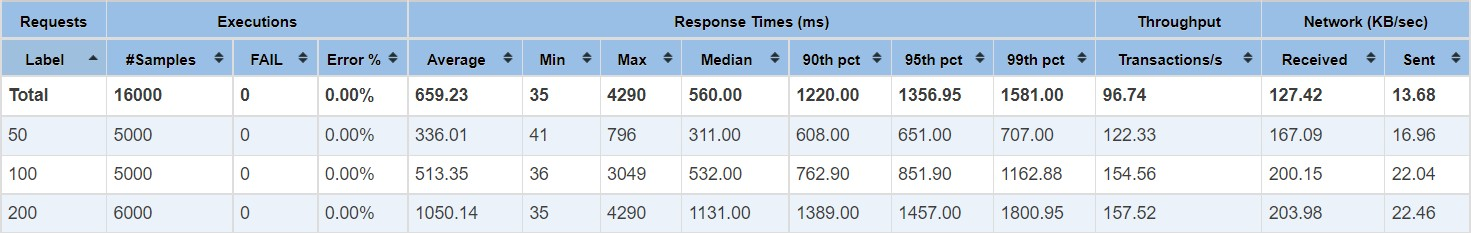 Requests Executions Response Times (ms) Throughput Network (KB/sec)
Label #Samples FAIL Error % Average Min Max Median 90th pct 95th pct 99th pct Transactions/s Received Sent
Total 16000 0 0.00% 659.23 35 4290 560.00 1220.00 1356.95 1581.00 96.74 127.42 13.68
50 5000 0 0.00% 336.01 41 796 311.00 608.00 651.00 707.00 122.33 167.09 16.96
100 5000 0 0.00% 513.35 36 3049 532.00 762.90 851.90 1162.88 154.56 200.15 22.04
200 6000 0 0.00% 1050.14 35 4290 1131.00 1389.00 1457.00 1800.95 157.52 203.98 22.46